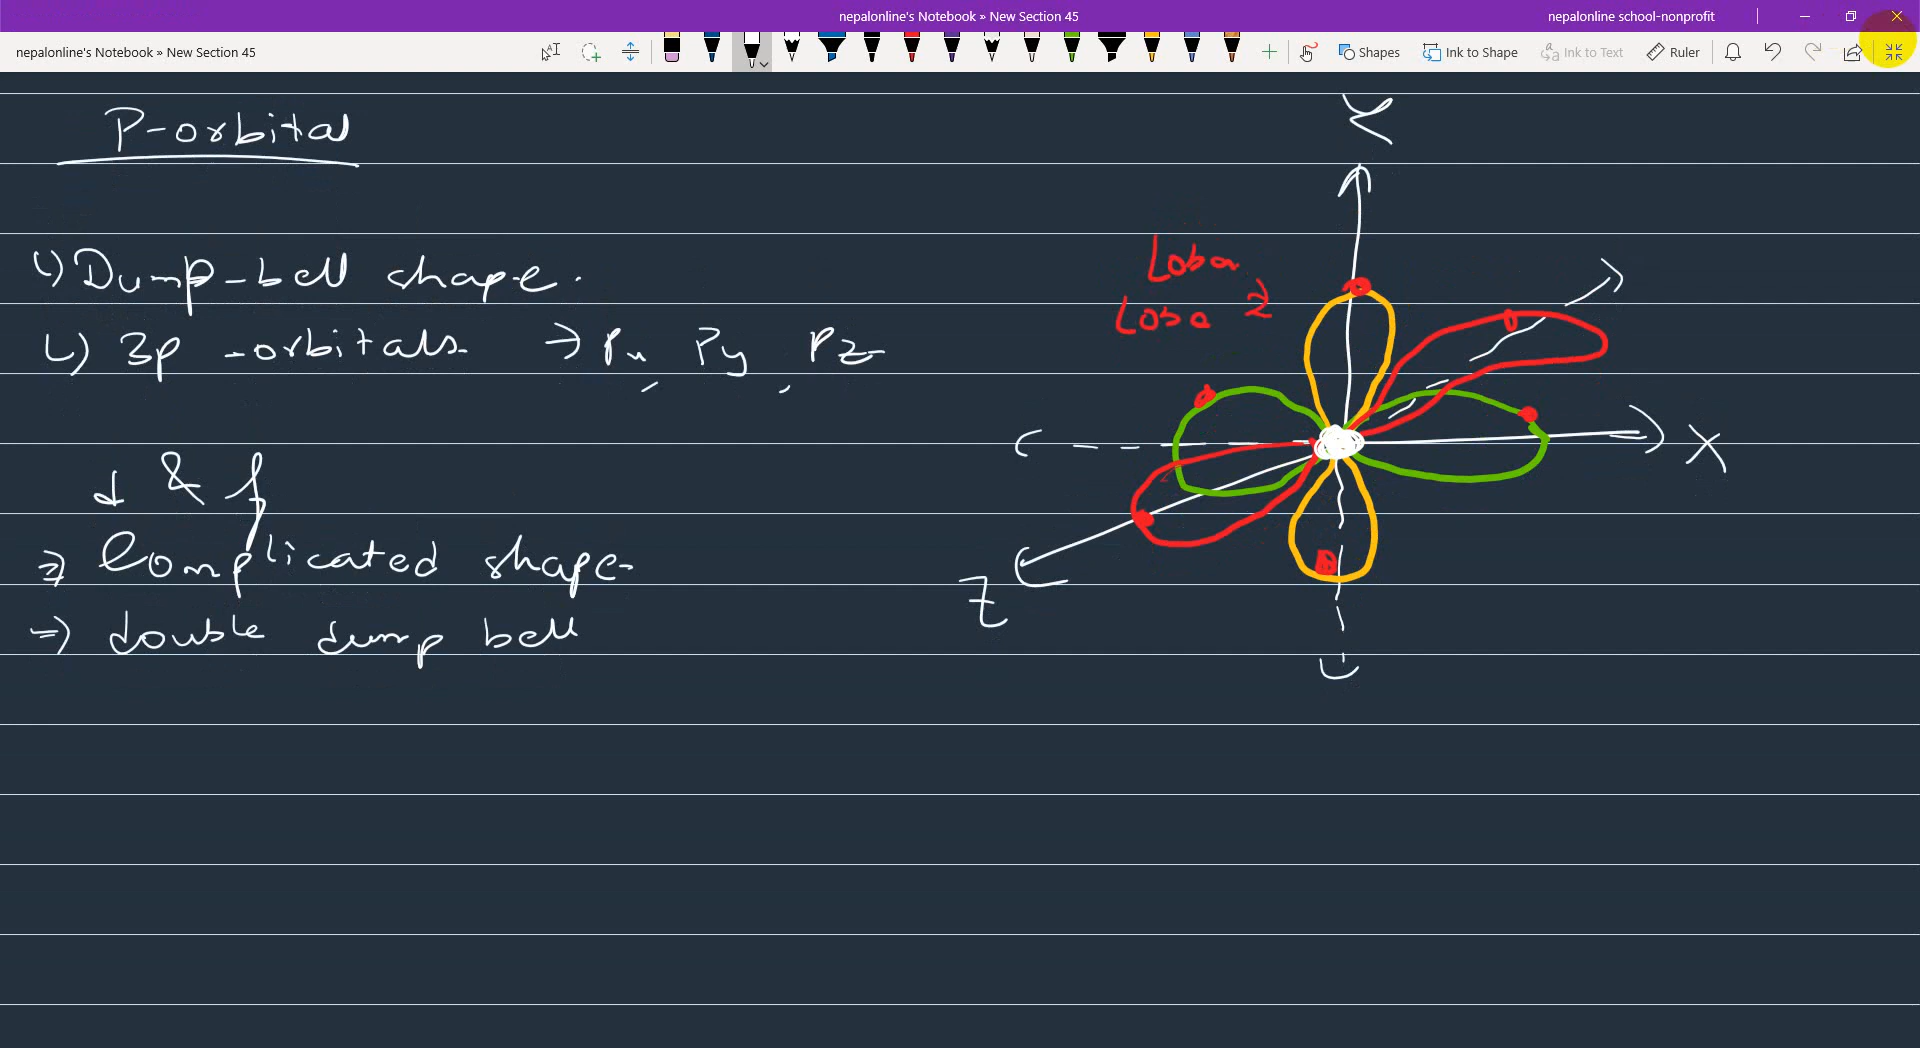 nepalonline's Notebook » New Section 45
nepalonline school-nonprofit
nepalonline's Notebook » New Section 45
Shapes
Ink to Shape
Ink to Text
Ruler
P-orbital
Dump-bell shape.
3p -orbitals → Px, Py, Pz
d & f
⇒ Complicated shape
⇒ double dump bell
Y
Loba
Loba 2
X
Z